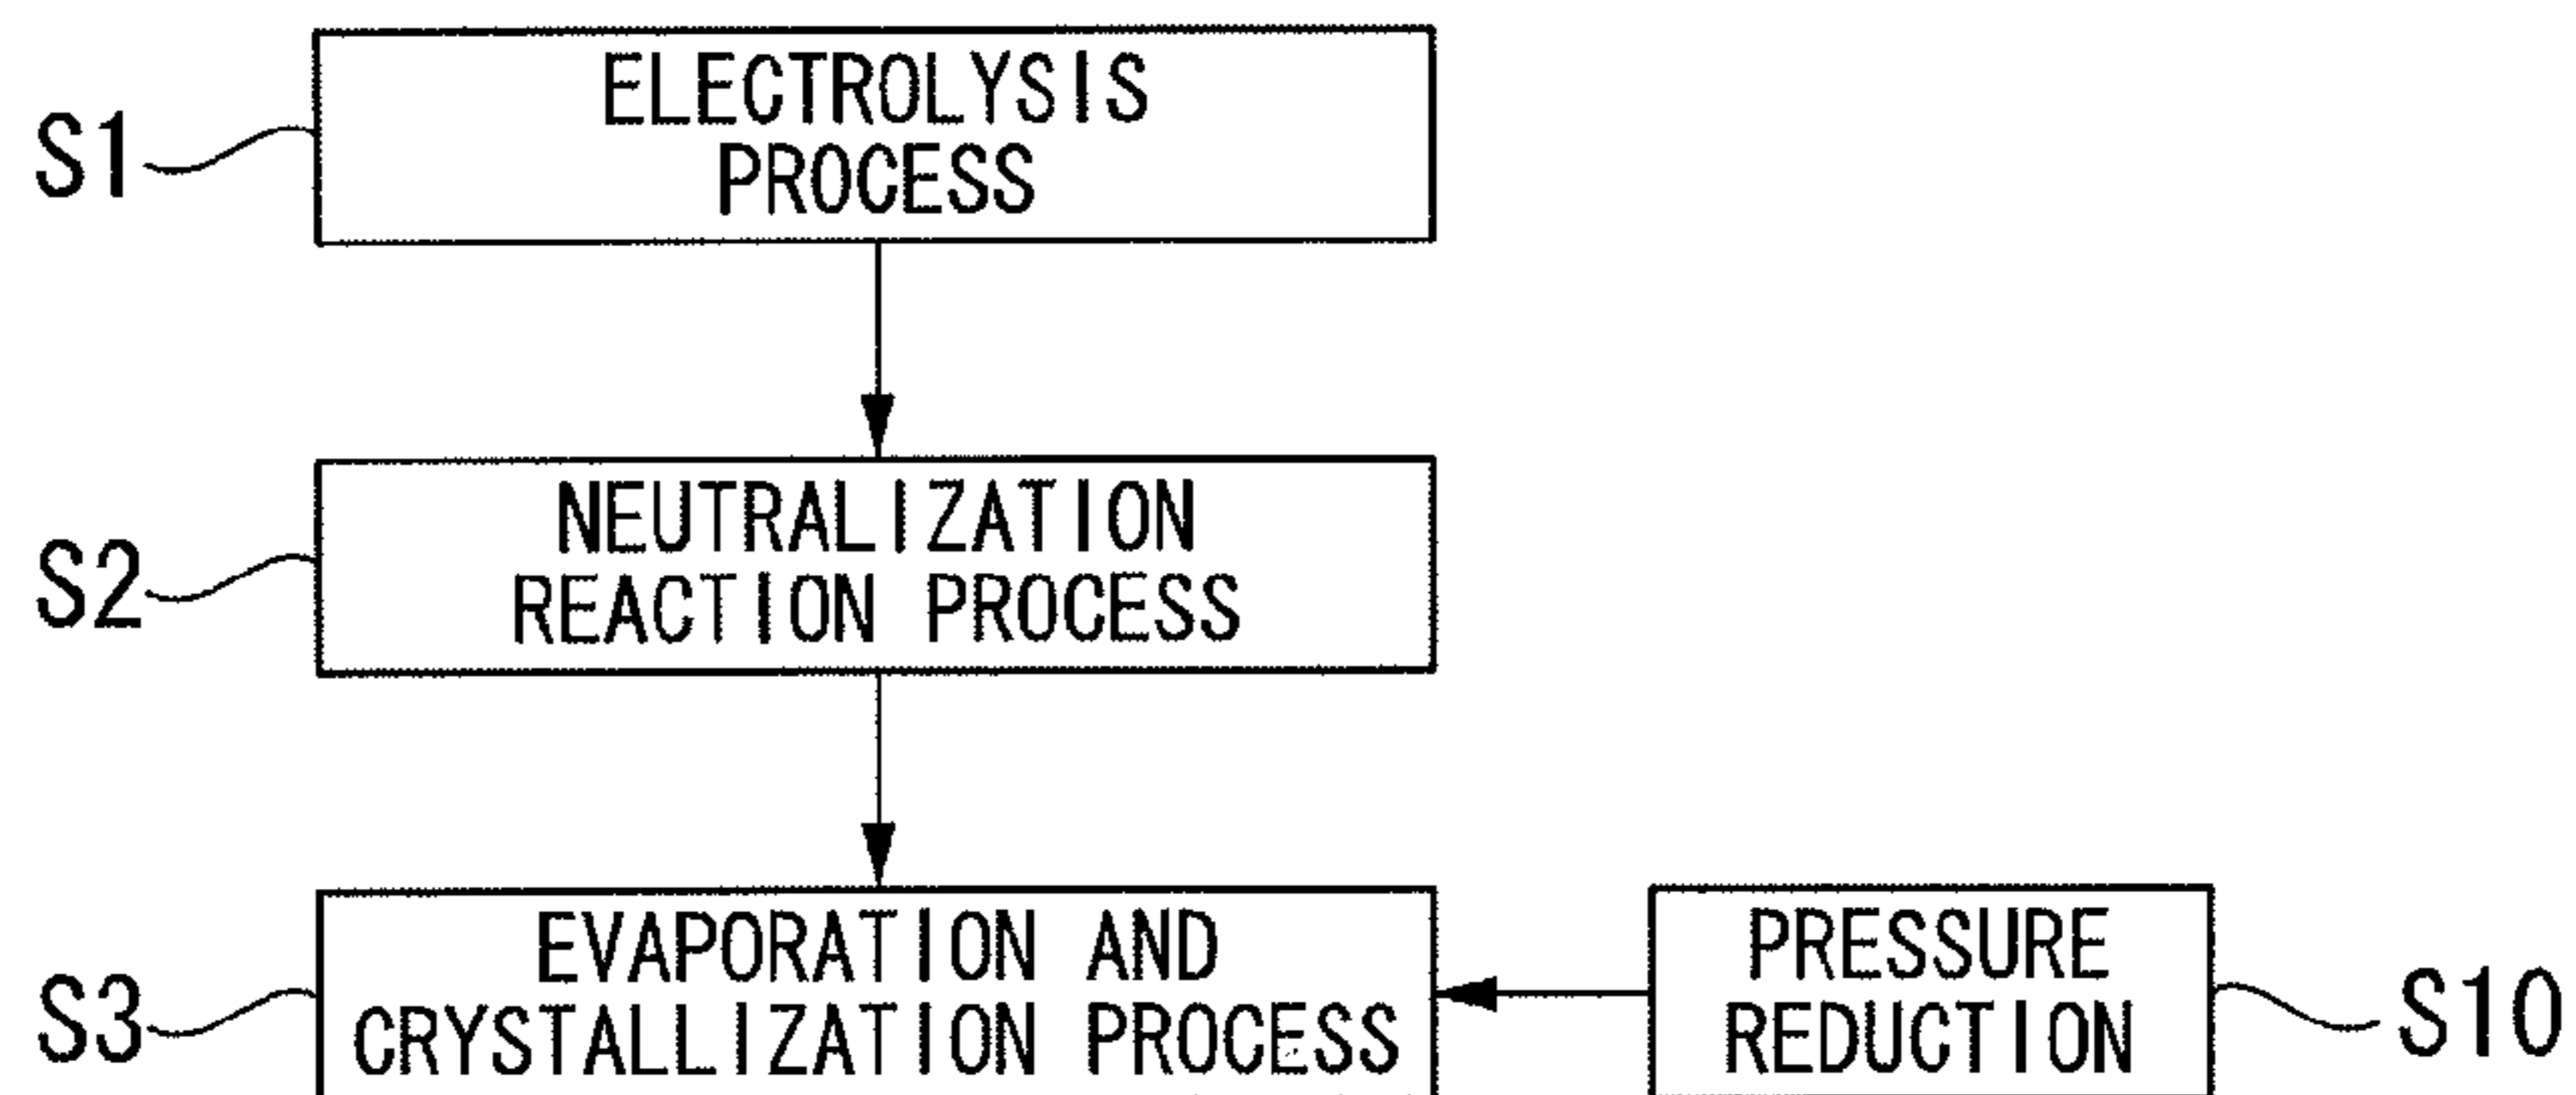 S1
ELECTROLYSIS
PROCESS
S2
NEUTRALIZATION
REACTION PROCESS
S3
EVAPORATION AND
CRYSTALLIZATION PROCESS
PRESSURE
REDUCTION
S10